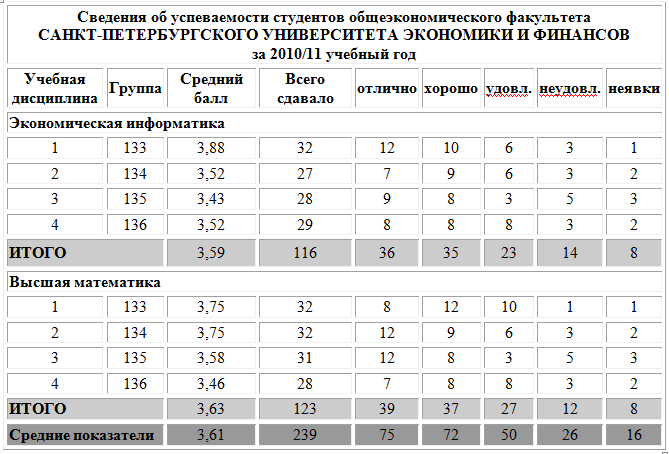 Сведения об успеваемости студентов общеэкономического факультета
САНКТ-ПЕТЕРБУРГСКОГО УНИВЕРСИТЕТА ЭКОНОМИКИ И ФИНАНСОВ
за 2010/11 учебный год
Учебная дисциплина Группа Средний балл Всего сдавало отлично хорошо удовл. неудовл. неявки
Экономическая информатика
1 133 3,88 32 12 10 6 3 1
2 134 3,52 27 7 9 6 3 2
3 135 3,43 28 9 8 3 5 3
4 136 3,52 29 8 8 8 3 2
ИТОГО 3,59 116 36 35 23 14 8
Высшая математика
1 133 3,75 32 8 12 10 1 1
2 134 3,75 32 12 9 6 3 2
3 135 3,58 31 12 8 3 5 3
4 136 3,46 28 7 8 8 3 2
ИТОГО 3,63 123 39 37 27 12 8
Средние показатели 3,61 239 75 72 50 26 16